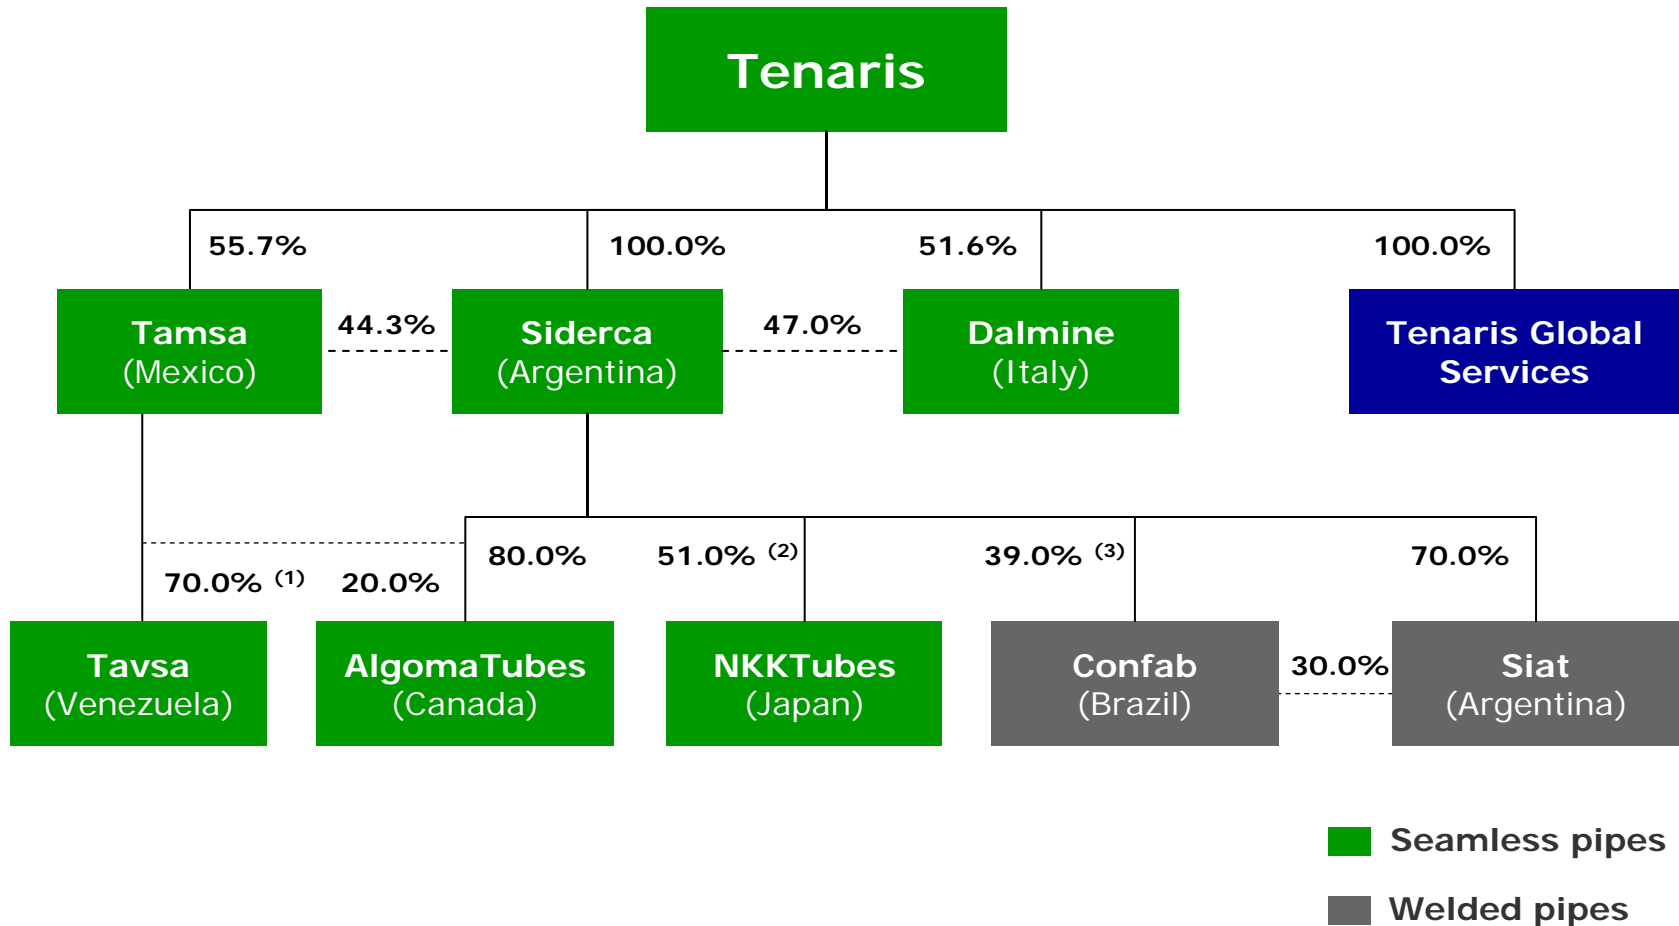 Tenaris
55.7%
100.0%
51.6%
100.0%
Tamsa
(Mexico)
44.3%
Siderca
(Argentina)
47.0%
Dalmine
(Italy)
Tenaris Global
Services
70.0% (1)
20.0%
80.0%
51.0% (2)
39.0% (3)
70.0%
Tavsa
(Venezuela)
AlgomaTubes
(Canada)
NKKTubes
(Japan)
Confab
(Brazil)
30.0%
Siat
(Argentina)
Seamless pipes
Welded pipes